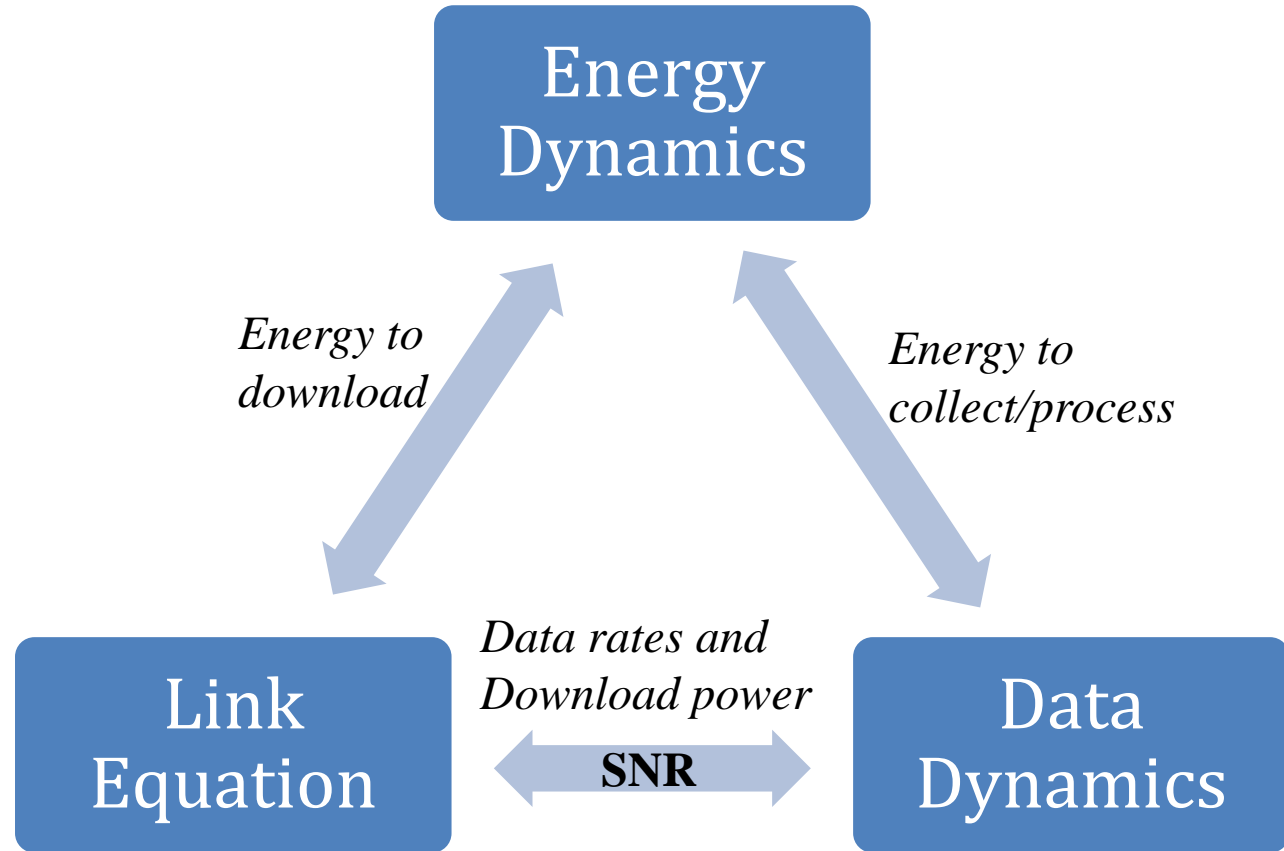 Energy
Dynamics
Energy to
download
Energy to
collect/process
Data rates and
Download power
SNR
Link
Equation
Data
Dynamics